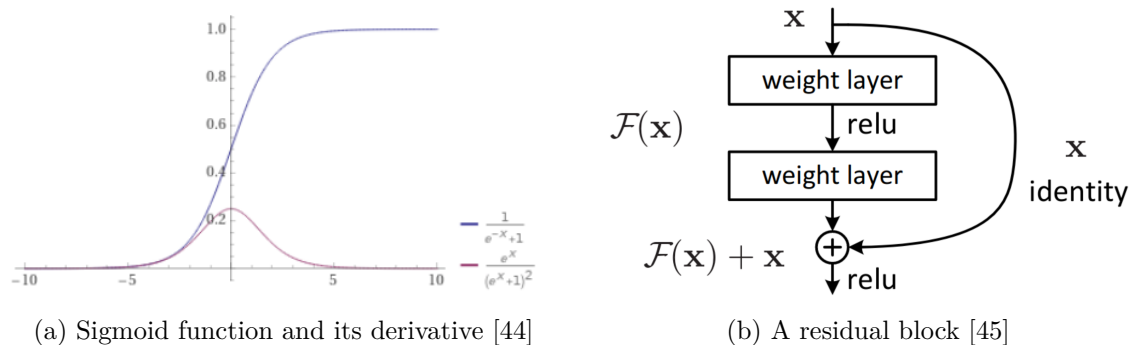 1.0
0.8
0.6
0.4
0.2
-10
-5
5
10
1/(e^{-x}+1)
e^x/(e^x+1)^2
(a) Sigmoid function and its derivative [44]
x
weight layer
relu
F(x)
weight layer
x
identity
F(x) + x
relu
(b) A residual block [45]